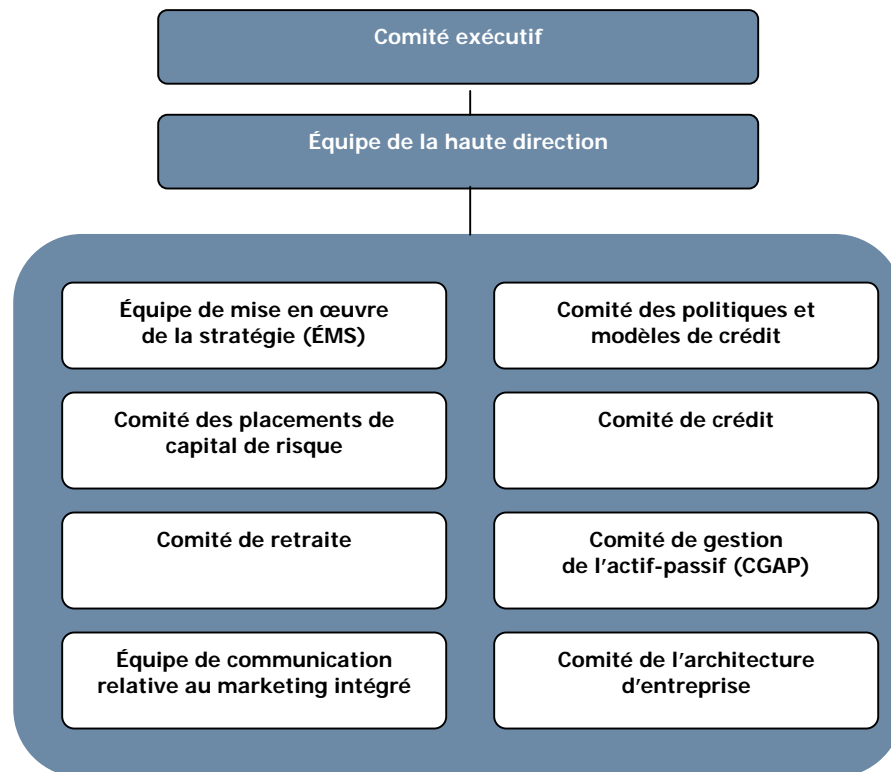 Comité exécutif
Équipe de la haute direction
Équipe de mise en œuvre
de la stratégie (ÉMS)
Comité des politiques et
modèles de crédit
Comité des placements de
capital de risque
Comité de crédit
Comité de retraite
Comité de gestion
de l'actif-passif (CGAP)
Équipe de communication
relative au marketing intégré
Comité de l'architecture
d'entreprise